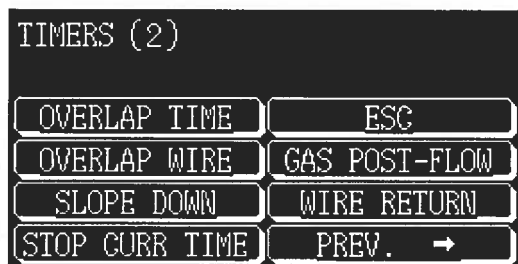 TIMERS (2)
OVERLAP TIME ESC
OVERLAP WIRE GAS POST-FLOW
SLOPE DOWN WIRE RETURN
STOP CURR TIME PREV. →